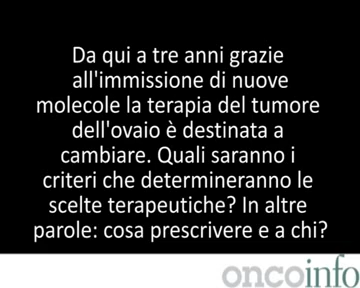 Da qui a tre anni grazie
all'immissione di nuove
molecole la terapia del tumore
dell'ovaio è destinata a
cambiare. Quali saranno i
criteri che determineranno le
scelte terapeutiche? In altre
parole: cosa prescrivere e a chi?
oncoinfo